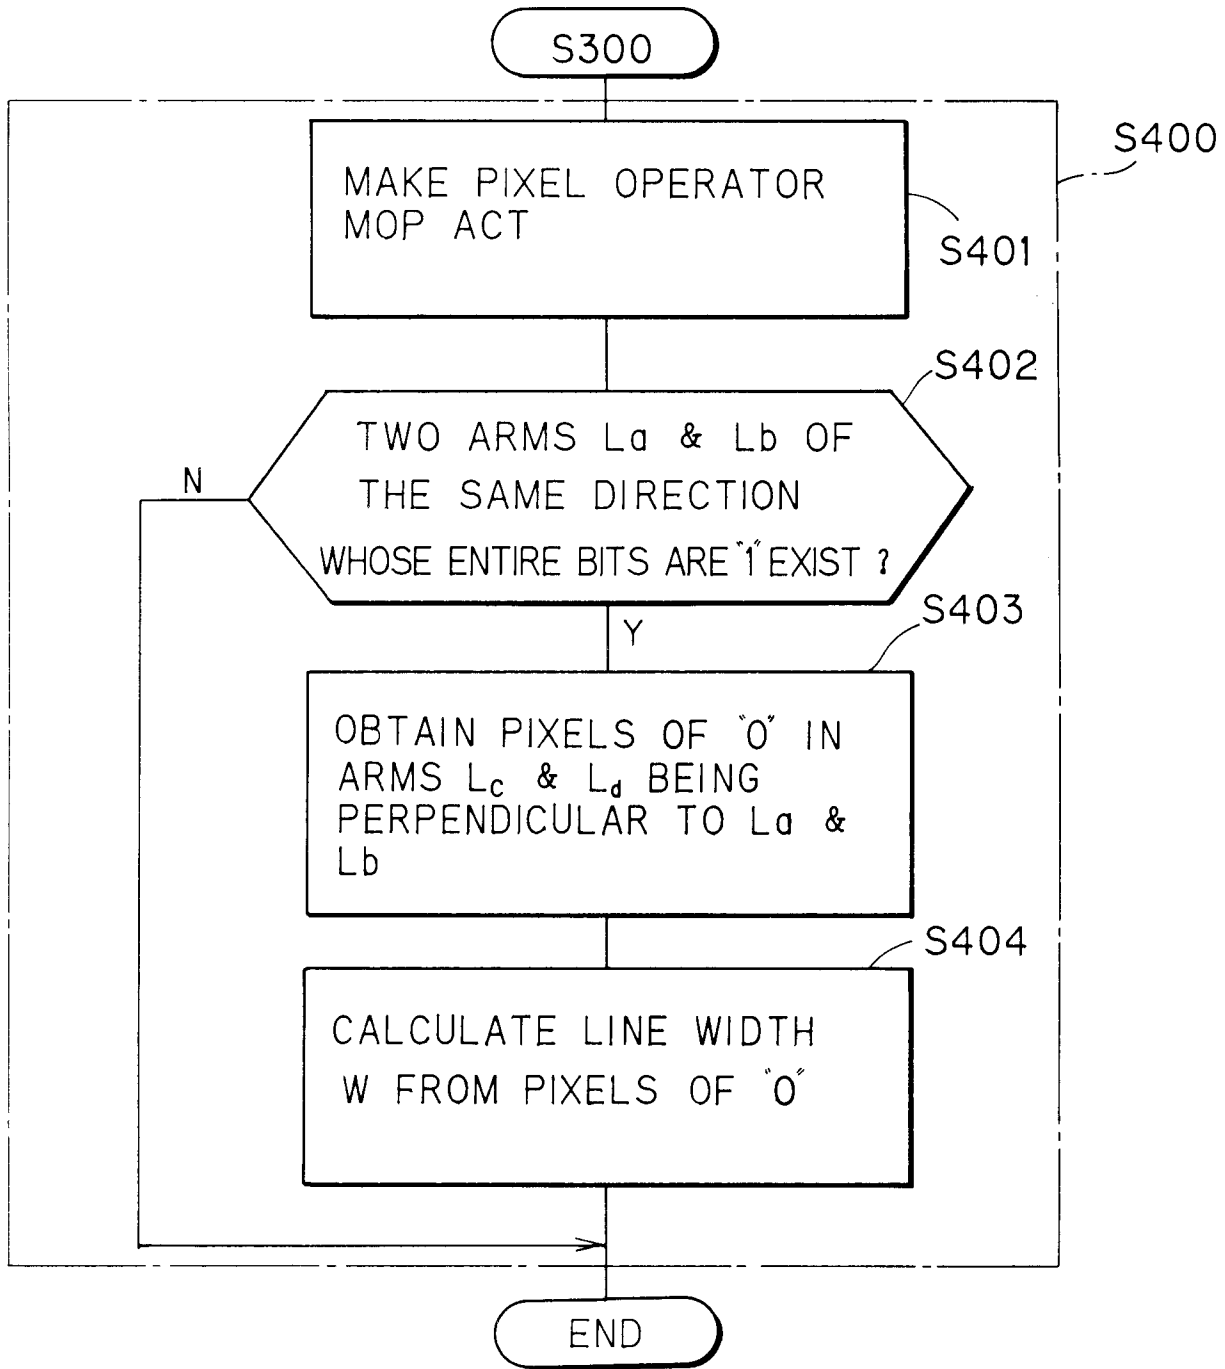 S300
S400
MAKE PIXEL OPERATOR
MOP ACT
S401
S402
TWO ARMS La & Lb OF
THE SAME DIRECTION
WHOSE ENTIRE BITS ARE "1" EXIST ?
N
Y
S403
OBTAIN PIXELS OF "0" IN
ARMS Lc & Ld BEING
PERPENDICULAR TO La &
Lb
S404
CALCULATE LINE WIDTH
W FROM PIXELS OF "0"
END